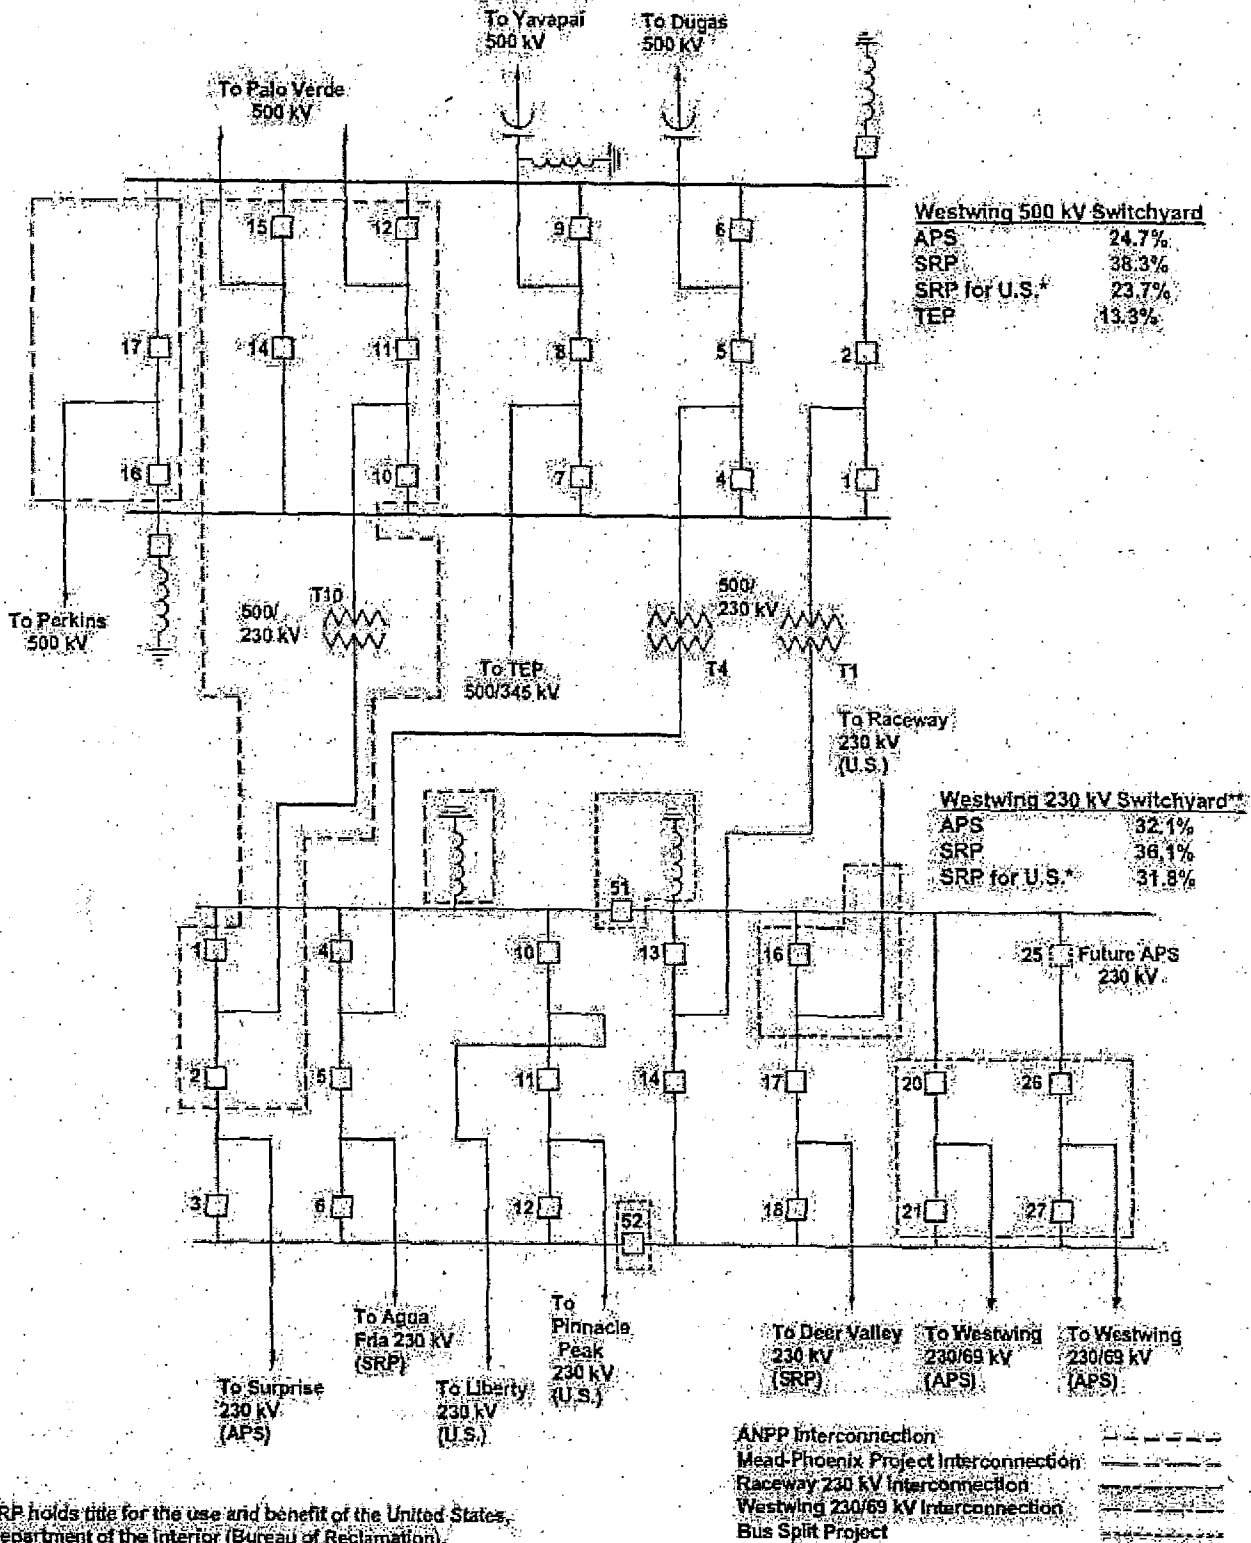 To Yavapai
500 kV
To Dugas
500 kV
To Palo Verde
500 kV
15
12
9
6
Westwing 500 kV Switchyard
APS 24.7%
SRP 38.3%
SRP for U.S.* 23.7%
TEP 13.3%
17
14
11
8
5
2
16
10
7
4
1
To Perkins
500 kV
500/
230 kV
T10
To TEP
500/345 kV
500/
230 kV
T4
T1
To Raceway
230 kV
(U.S.)
Westwing 230 kV Switchyard**
APS 32.1%
SRP 36.1%
SRP for U.S.* 31.8%
51
1
4
10
13
16
25
Future APS
230 kV
2
5
11
14
17
20
26
3
6
12
52
18
21
27
To Surprise
230 kV
(APS)
To Agua
Fria 230 kV
(SRP)
To Liberty
230 kV
(U.S.)
To
Pinnacle
Peak
230 kV
(U.S.)
To Deer Valley
230 kV
(SRP)
To Westwing
230/69 kV
(APS)
To Westwing
230/69 kV
(APS)
ANPP Interconnection
Mead-Phoenix Project Interconnection
Raceway 230 kV Interconnection
Westwing 230/69 kV Interconnection
Bus Split Project
RP holds title for the use and benefit of the United States,
epartment of the Interior (Bureau of Reclamation).